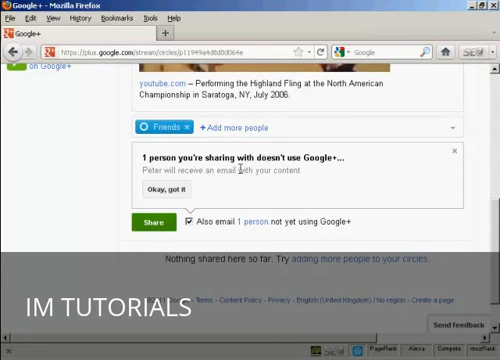 Google+ - Mozilla Firefox
File Edit View History Bookmarks Tools Help
Google+
https://plus.google.com/stream/circles/p11949a4d8d8d064e
Google
on Google+
youtube.com – Performing the Highland Fling at the North American
Championship in Saratoga, NY, July 2006.
Friends × + Add more people
1 person you're sharing with doesn't use Google+...
Peter will receive an email with your content
Okay, got it
Share Also email 1 person not yet using Google+
Nothing shared here so far. Try adding more people to your circles.
Google - Terms - Content Policy - Privacy - English (United Kingdom) / No region - Create a page
IM TUTORIALS
Send feedback
PageRank Alexa Compete mozRank
Done